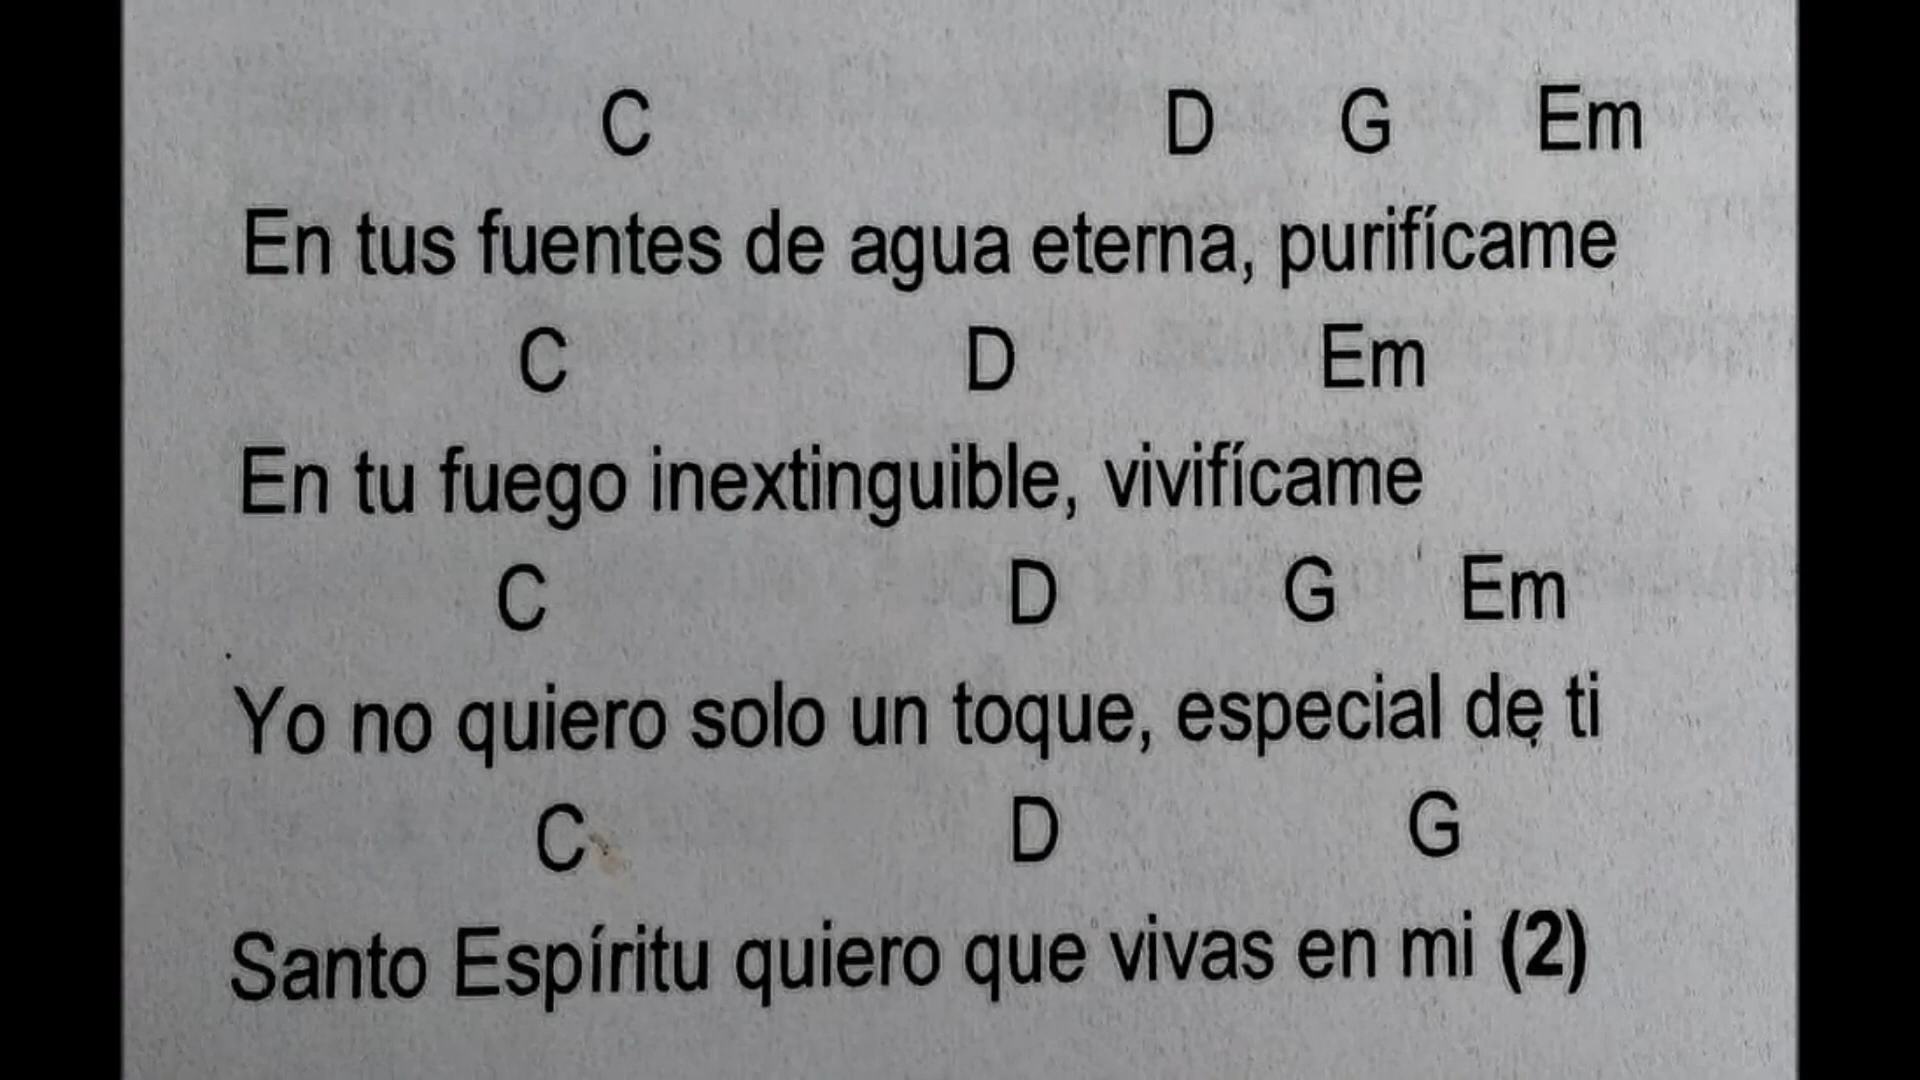 C D G Em
En tus fuentes de agua eterna, purifícame
C D Em
En tu fuego inextinguible, vivifícame
C D G Em
Yo no quiero solo un toque, especial de ti
C D G
Santo Espíritu quiero que vivas en mi (2)